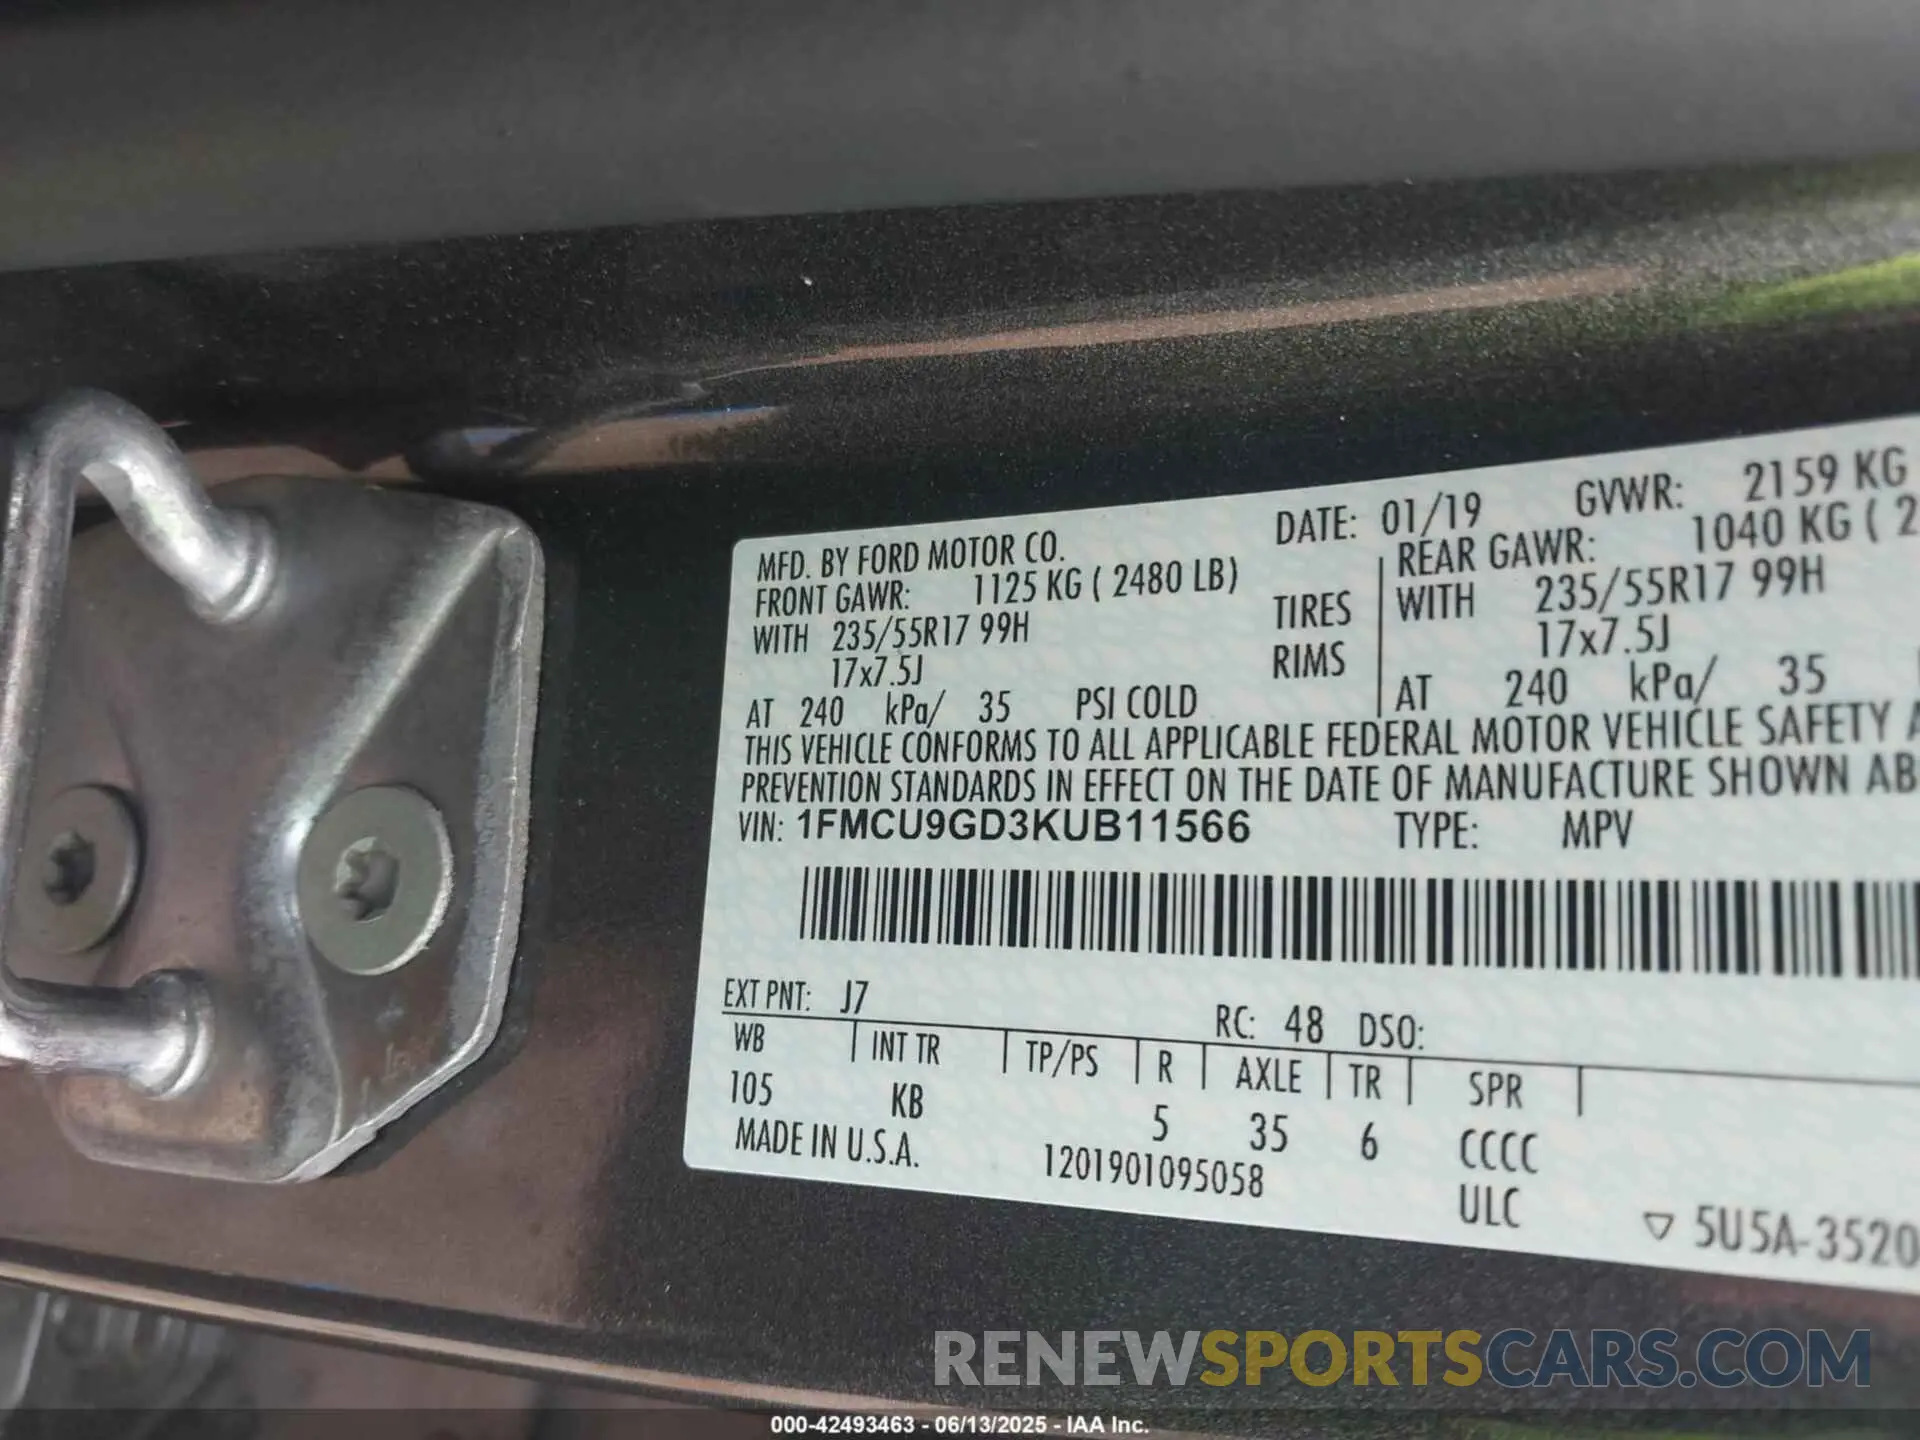 MFD. BY FORD MOTOR CO. DATE: 01/19 GVWR: 2159 KG
FRONT GAWR: 1125 KG ( 2480 LB) REAR GAWR: 1040 KG ( 2
WITH 235/55R17 99H TIRES WITH 235/55R17 99H
17x7.5J RIMS 17x7.5J
AT 240 kPa/ 35 PSI COLD AT 240 kPa/ 35
THIS VEHICLE CONFORMS TO ALL APPLICABLE FEDERAL MOTOR VEHICLE SAFETY A
PREVENTION STANDARDS IN EFFECT ON THE DATE OF MANUFACTURE SHOWN AB
VIN: 1FMCU9GD3KUB11566 TYPE: MPV
EXT PNT: J7 RC: 48 DSO:
WB INT TR TP/PS R AXLE TR SPR
105 KB 5 35 6 CCCC
MADE IN U.S.A. 1201901095058 ULC
▽ 5U5A-3520
RENEWSPORTSCARS.COM
000-42493463 - 06/13/2025 - IAA Inc.